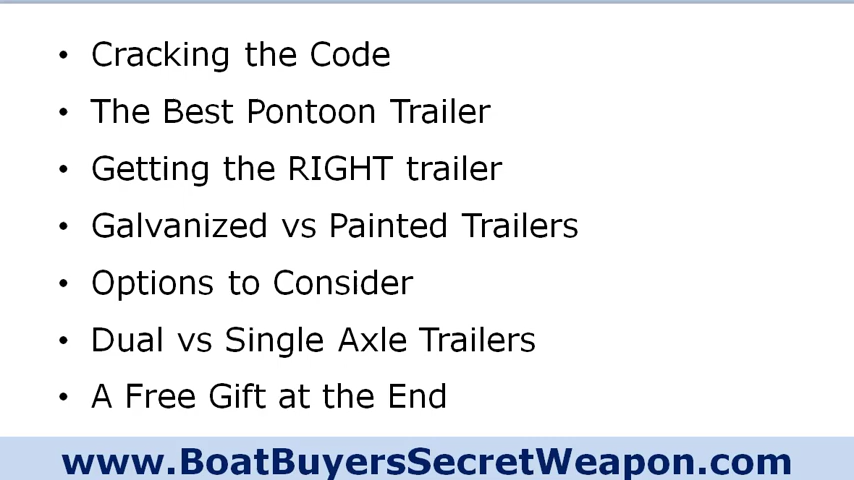 • Cracking the Code
• The Best Pontoon Trailer
• Getting the RIGHT trailer
• Galvanized vs Painted Trailers
• Options to Consider
• Dual vs Single Axle Trailers
• A Free Gift at the End
www.BoatBuyersSecretWeapon.com